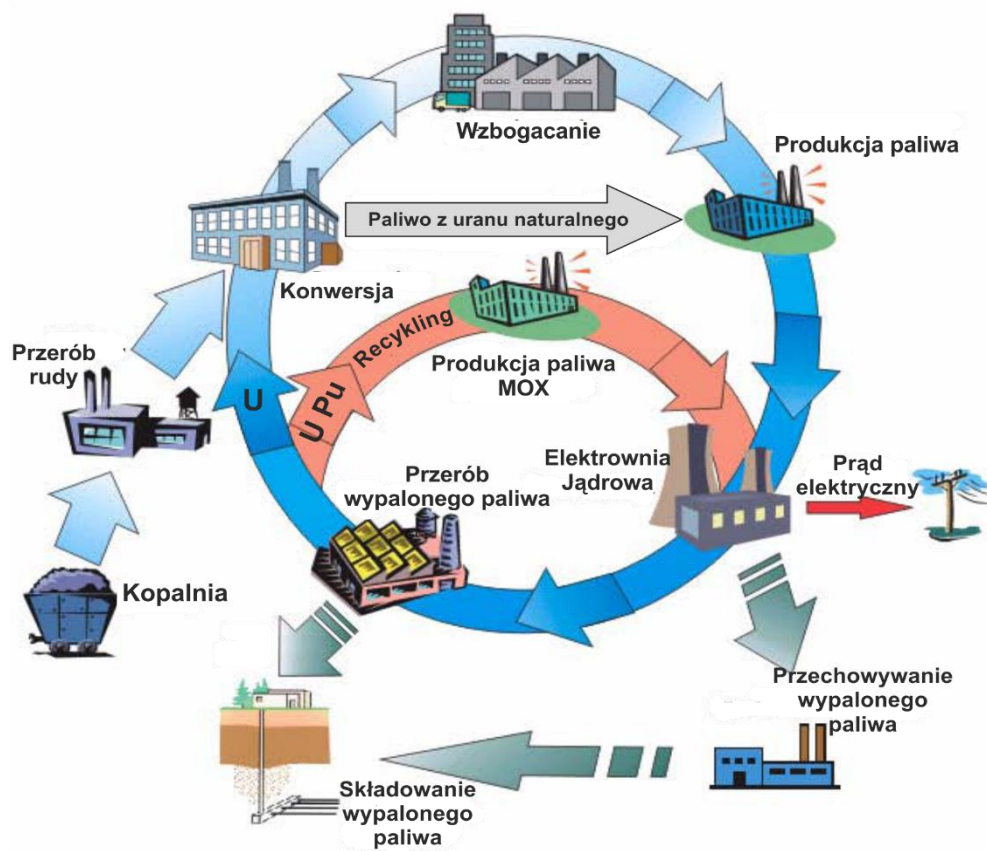 Wzbogacanie
Produkcja paliwa
Paliwo z uranu naturalnego
Konwersja
Recykling
Produkcja paliwa
MOX
Przerób
rudy
U
U Pu
Przerób
wypalonego paliwa
Elektrownia
Jądrowa
Prąd
elektryczny
Kopalnia
Przechowywanie
wypalonego
paliwa
Składowanie
wypalonego
paliwa